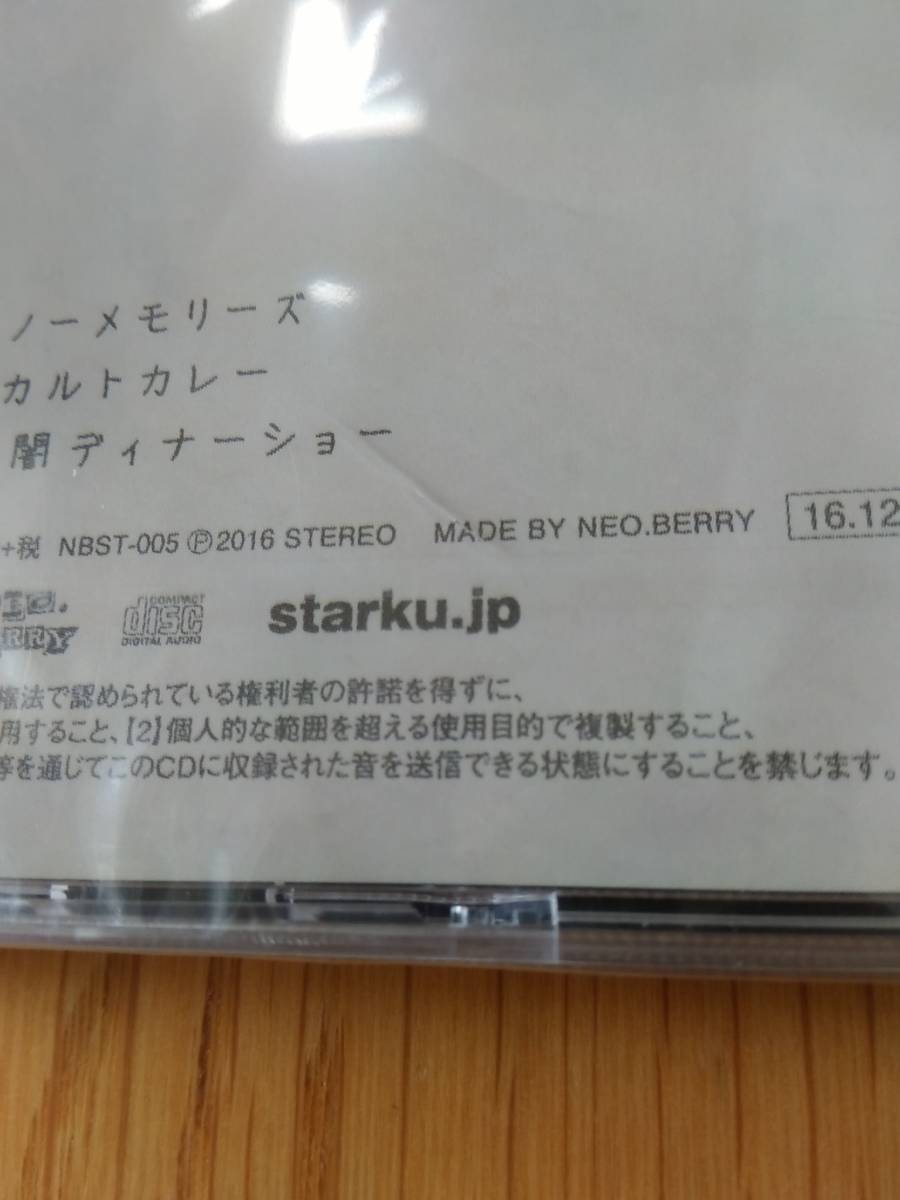 ノーメモリーズ
カルトカレー
闇ディナーショー
+税 NBST-005 Ⓟ2016 STEREO MADE BY NEO.BERRY 16.12
COMPACT
disc
DIGITAL AUDIO
starku.jp
権法で認められている権利者の許諾を得ずに、
用すること、【2】個人的な範囲を超える使用目的で複製すること、
等を通じてこのCDに収録された音を送信できる状態にすることを禁じます。